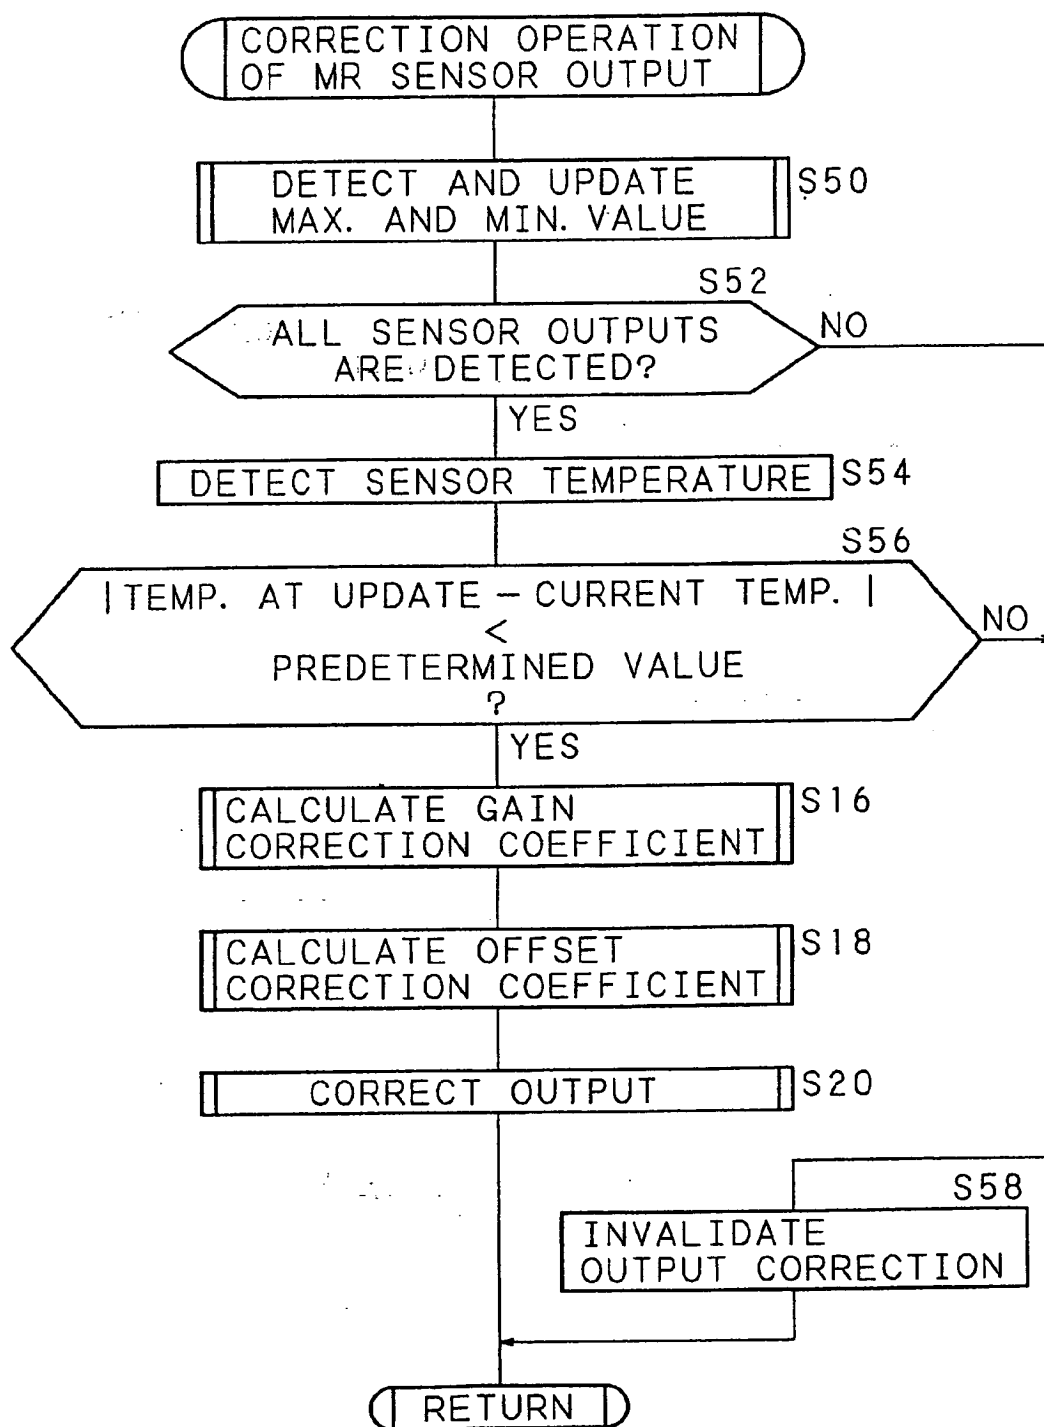 CORRECTION OPERATION
OF MR SENSOR OUTPUT
DETECT AND UPDATE
MAX. AND MIN. VALUE
S50
S52
ALL SENSOR OUTPUTS
ARE DETECTED?
NO
YES
DETECT SENSOR TEMPERATURE
S54
S56
|TEMP. AT UPDATE - CURRENT TEMP.|
<
PREDETERMINED VALUE
?
NO
YES
CALCULATE GAIN
CORRECTION COEFFICIENT
S16
CALCULATE OFFSET
CORRECTION COEFFICIENT
S18
CORRECT OUTPUT
S20
S58
INVALIDATE
OUTPUT CORRECTION
RETURN